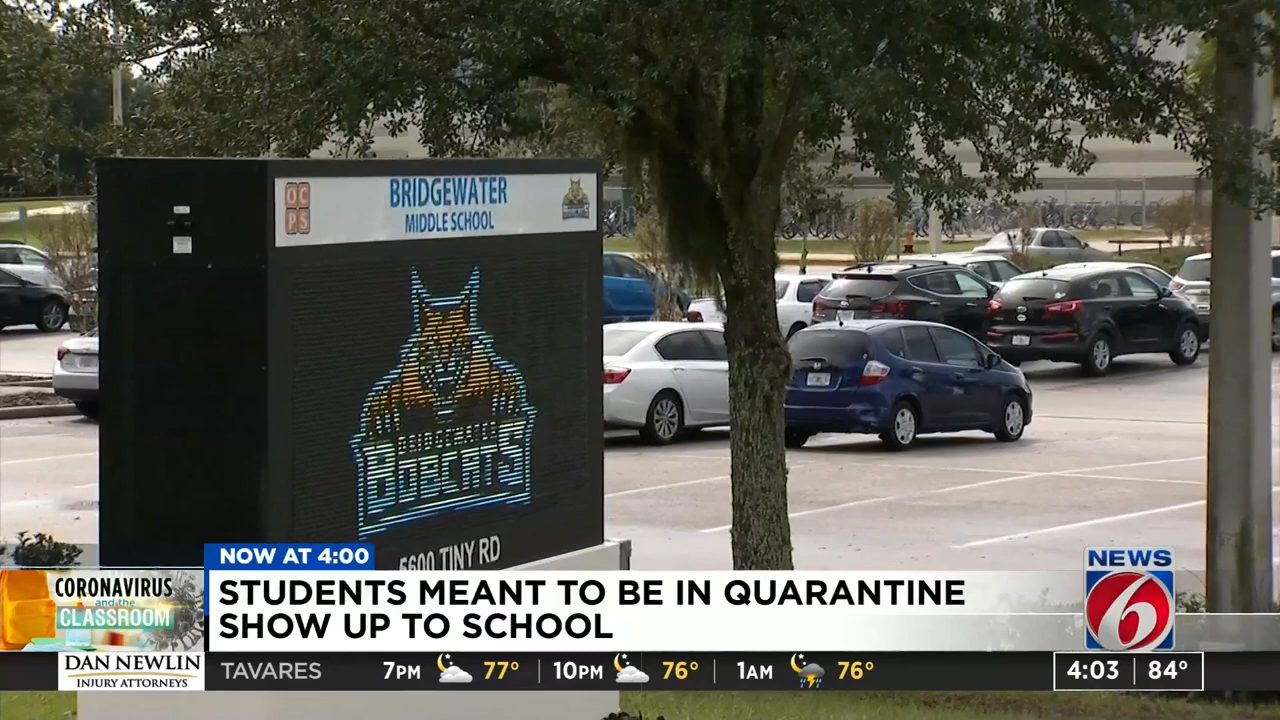 OC
PS
BRIDGEWATER
MIDDLE SCHOOL
BRIDGEWATER
BOBCATS
5600 TINY RD
NOW AT 4:00
CORONAVIRUS
and the
CLASSROOM
STUDENTS MEANT TO BE IN QUARANTINE
SHOW UP TO SCHOOL
NEWS
6
DAN NEWLIN
INJURY ATTORNEYS
TAVARES 7PM 77° 10PM 76° 1AM 76° 4:03 84°